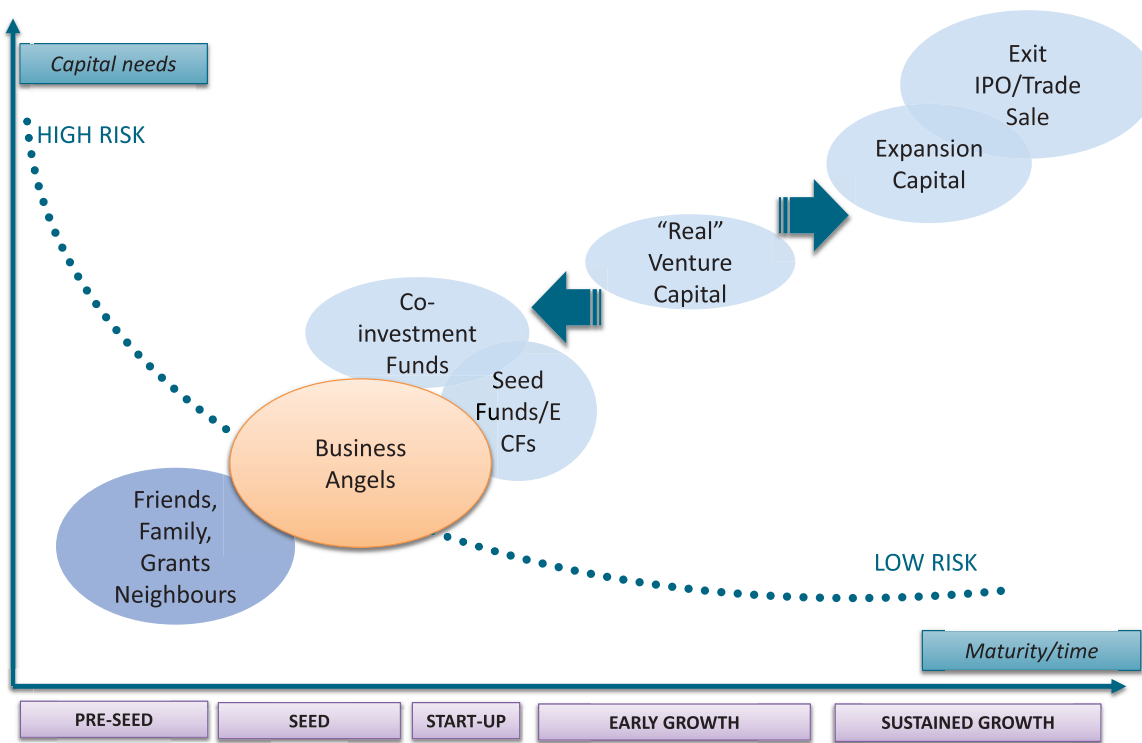 Capital needs
HIGH RISK
Exit
IPO/Trade
Sale
Expansion
Capital
“Real”
Venture
Capital
Co-
investment
Funds
Seed
Funds/E
CFs
Business
Angels
Friends,
Family,
Grants
Neighbours
LOW RISK
Maturity/time
PRE-SEED
SEED
START-UP
EARLY GROWTH
SUSTAINED GROWTH